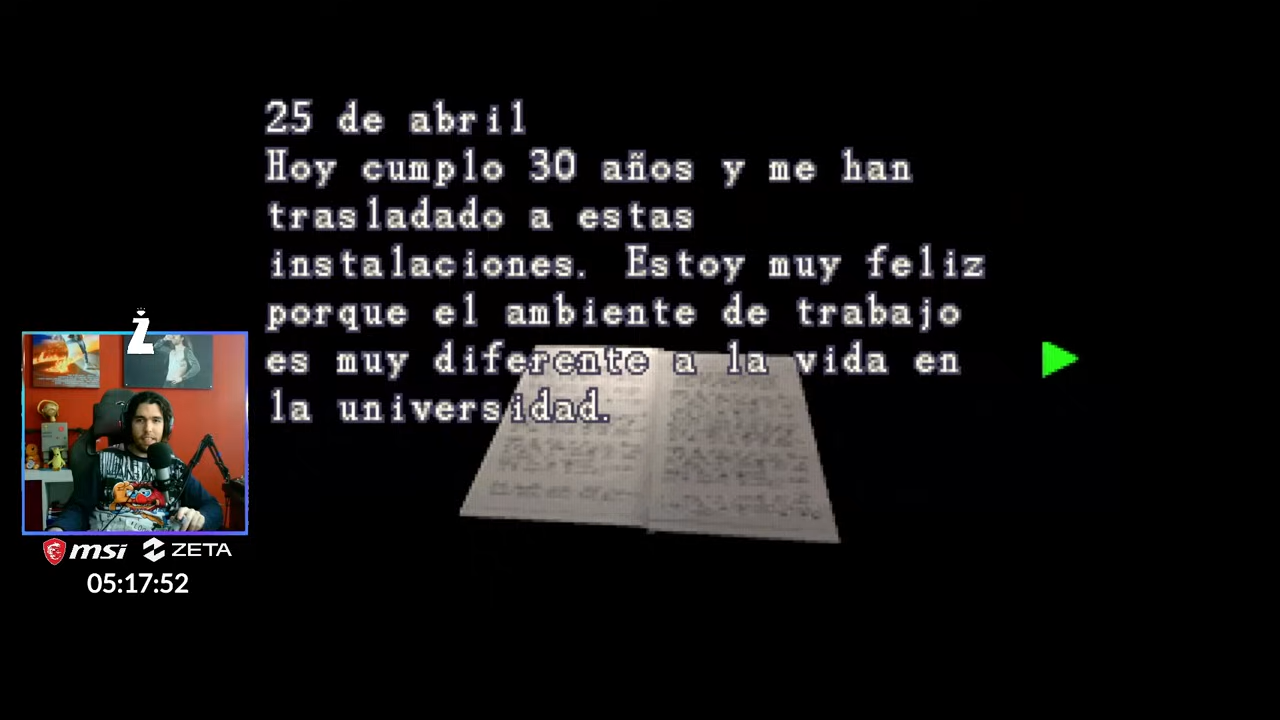 25 de abril
Hoy cumplo 30 años y me han
trasladado a estas
instalaciones. Estoy muy feliz
porque el ambiente de trabajo
es muy diferente a la vida en
la universidad.
Z
msi ZETA
05:17:52